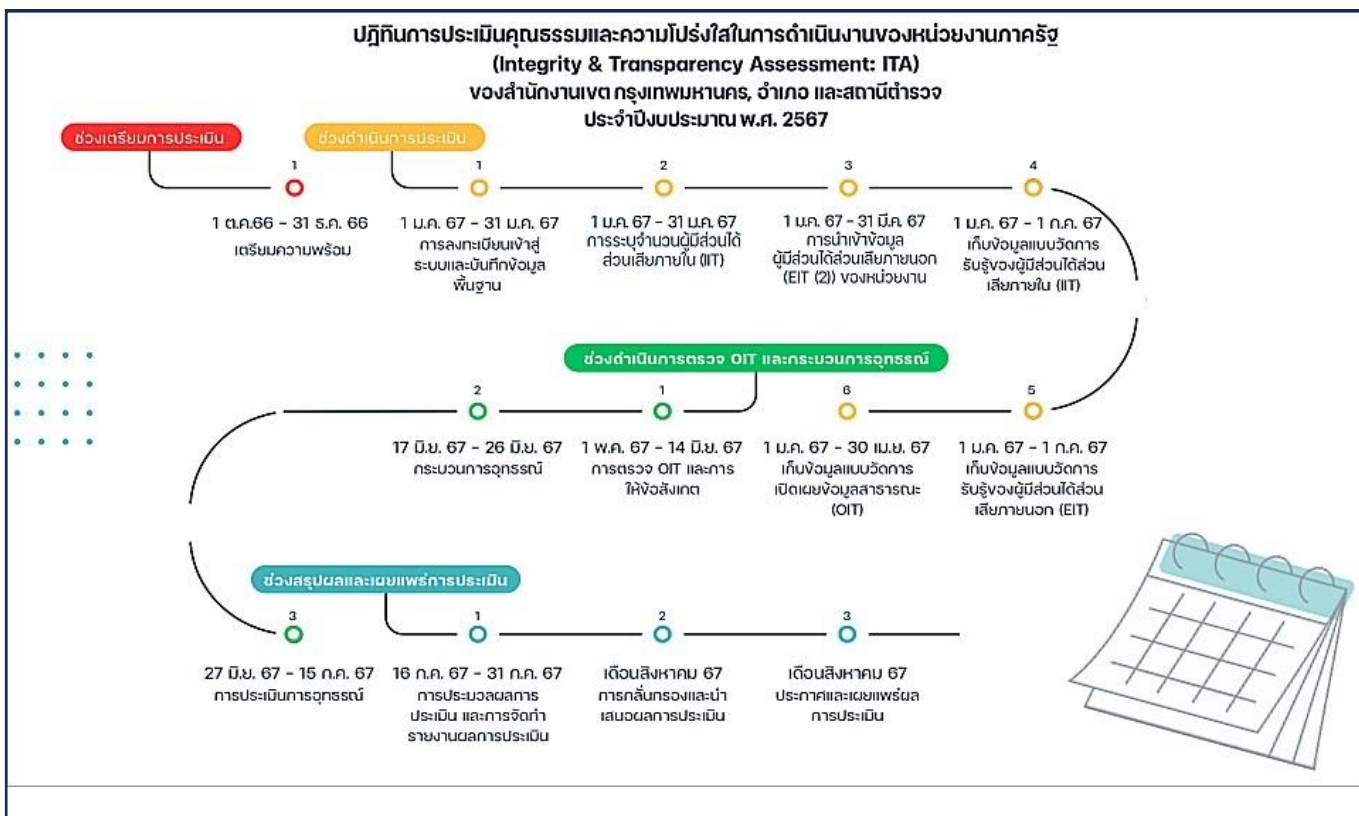 ปฏิทินการประเมินคุณธรรมและความโปร่งใสในการดำเนินงานของหน่วยงานภาครัฐ
(Integrity & Transparency Assessment: ITA)
ของสำนักงานเขต กรุงเทพมหานคร, อำเภอ และสถานีตำรวจ
ประจำปีงบประมาณ พ.ศ. 2567
ช่วงเตรียมการประเมิน
1
1 ต.ค.66 - 31 ธ.ค. 66
เตรียมความพร้อม
ช่วงดำเนินการประเมิน
1
1 ม.ค. 67 - 31 ม.ค. 67
การลงทะเบียนเข้าสู่
ระบบและบันทึกข้อมูล
พื้นฐาน
2
1 ม.ค. 67 - 31 ม.ค. 67
การระบุจำนวนผู้มีส่วนได้
ส่วนเสียภายใน (IIT)
3
1 ม.ค. 67 - 31 มี.ค. 67
การนำเข้าข้อมูล
ผู้มีส่วนได้ส่วนเสียภายนอก
(EIT (2)) ของหน่วยงาน
4
1 ม.ค. 67 - 1 ก.ค. 67
เก็บข้อมูลแบบวัดการ
รับรู้ของผู้มีส่วนได้ส่วน
เสียภายใน (IIT)
5
1 ม.ค. 67 - 1 ก.ค. 67
เก็บข้อมูลแบบวัดการ
รับรู้ของผู้มีส่วนได้ส่วน
เสียภายนอก (EIT)
6
1 ม.ค. 67 - 30 เม.ย. 67
เก็บข้อมูลแบบวัดการ
เปิดเผยข้อมูลสาธารณะ
(OIT)
ช่วงดำเนินการตรวจ OIT และกระบวนการอุทธรณ์
1
1 พ.ค. 67 - 14 มิ.ย. 67
การตรวจ OIT และการ
ให้ข้อสังเกต
2
17 มิ.ย. 67 - 26 มิ.ย. 67
กระบวนการอุทธรณ์
3
27 มิ.ย. 67 - 15 ก.ค. 67
การประเมินการอุทธรณ์
ช่วงสรุปผลและเผยแพร่การประเมิน
1
16 ก.ค. 67 - 31 ก.ค. 67
การประมวลผลการ
ประเมิน และการจัดทำ
รายงานผลการประเมิน
2
เดือนสิงหาคม 67
การกลั่นกรองและนำ
เสนอผลการประเมิน
3
เดือนสิงหาคม 67
ประกาศและเผยแพร่ผล
การประเมิน